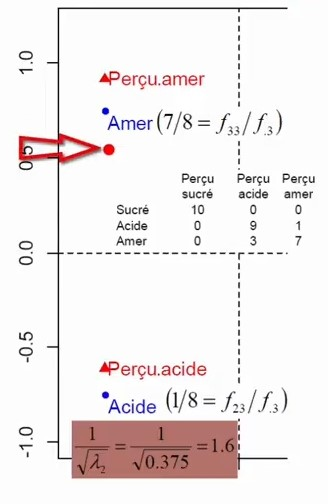 1.0
Perçu.amer
Amer (7/8 = f33/f.3)
0.5
Perçu Perçu Perçu
sucré acide amer
Sucré 10 0 0
Acide 0 9 1
Amer 0 3 7
0.0
-0.5
Perçu.acide
Acide (1/8 = f23/f.3)
-1.0
1/√λ2 = 1/√0.375 = 1.6